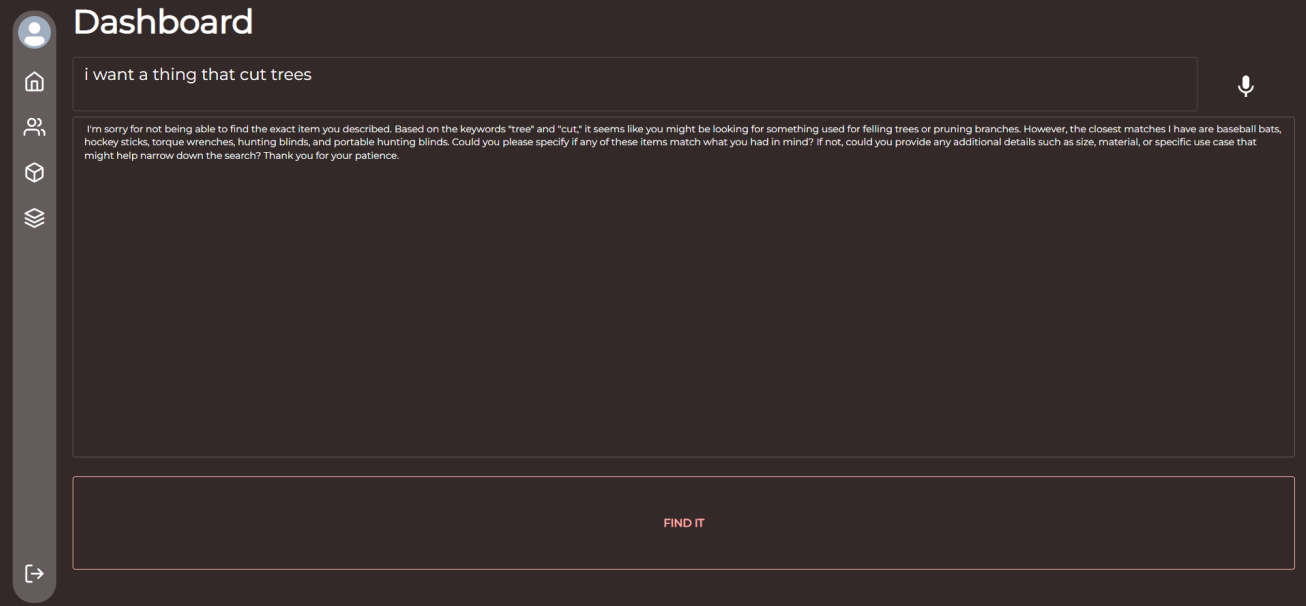 Dashboard
i want a thing that cut trees
I'm sorry for not being able to find the exact item you described. Based on the keywords "tree" and "cut," it seems like you might be looking for something used for felling trees or pruning branches. However, the closest matches I have are baseball bats,
hockey sticks, torque wrenches, hunting blinds, and portable hunting blinds. Could you please specify if any of these items match what you had in mind? If not, could you provide any additional details such as size, material, or specific use case that
might help narrow down the search? Thank you for your patience.
FIND IT